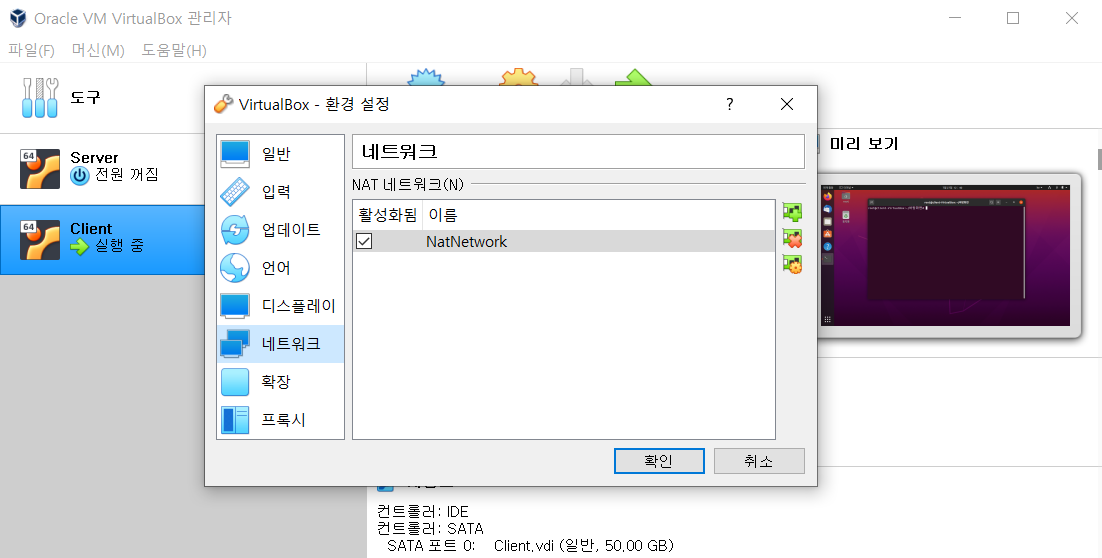 Oracle VM VirtualBox 관리자
파일(F) 머신(M) 도움말(H)
도구
64
Server
전원 꺼짐
64
Client
실행 중
VirtualBox - 환경 설정
?
일반
입력
업데이트
언어
디스플레이
네트워크
확장
프록시
네트워크
NAT 네트워크(N)
활성화됨 이름
NatNetwork
확인 취소
미리 보기
컨트롤러: IDE
컨트롤러: SATA
SATA 포트 0: Client.vdi (일반, 50.00 GB)